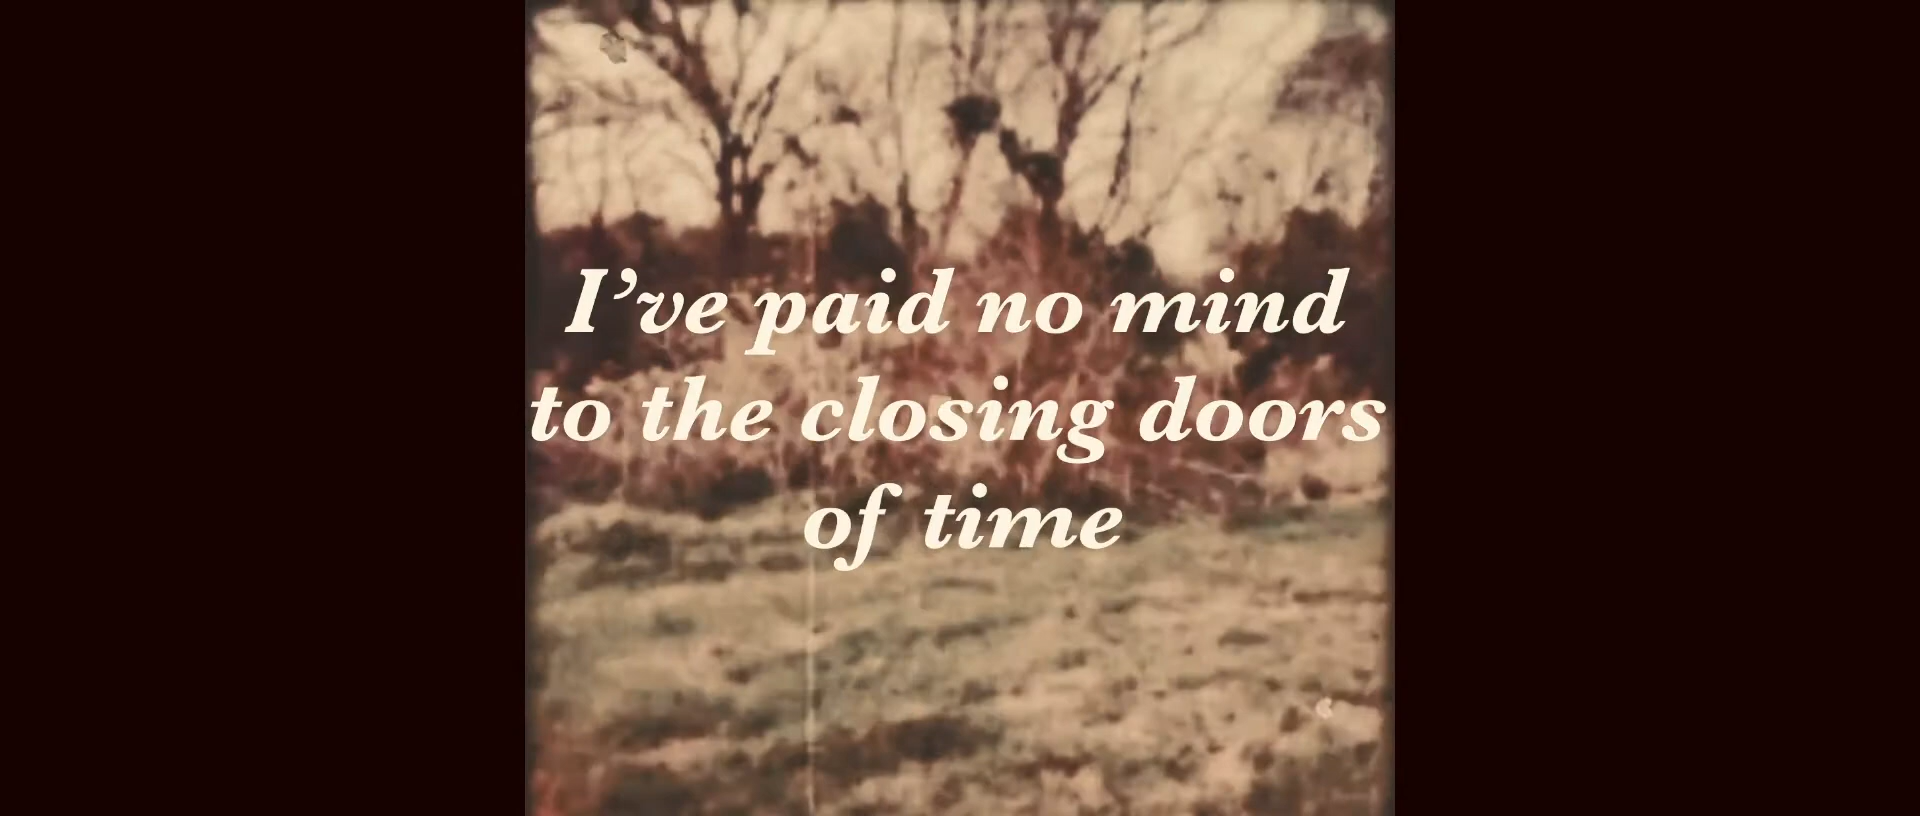 I’ve paid no mind
to the closing doors
of time